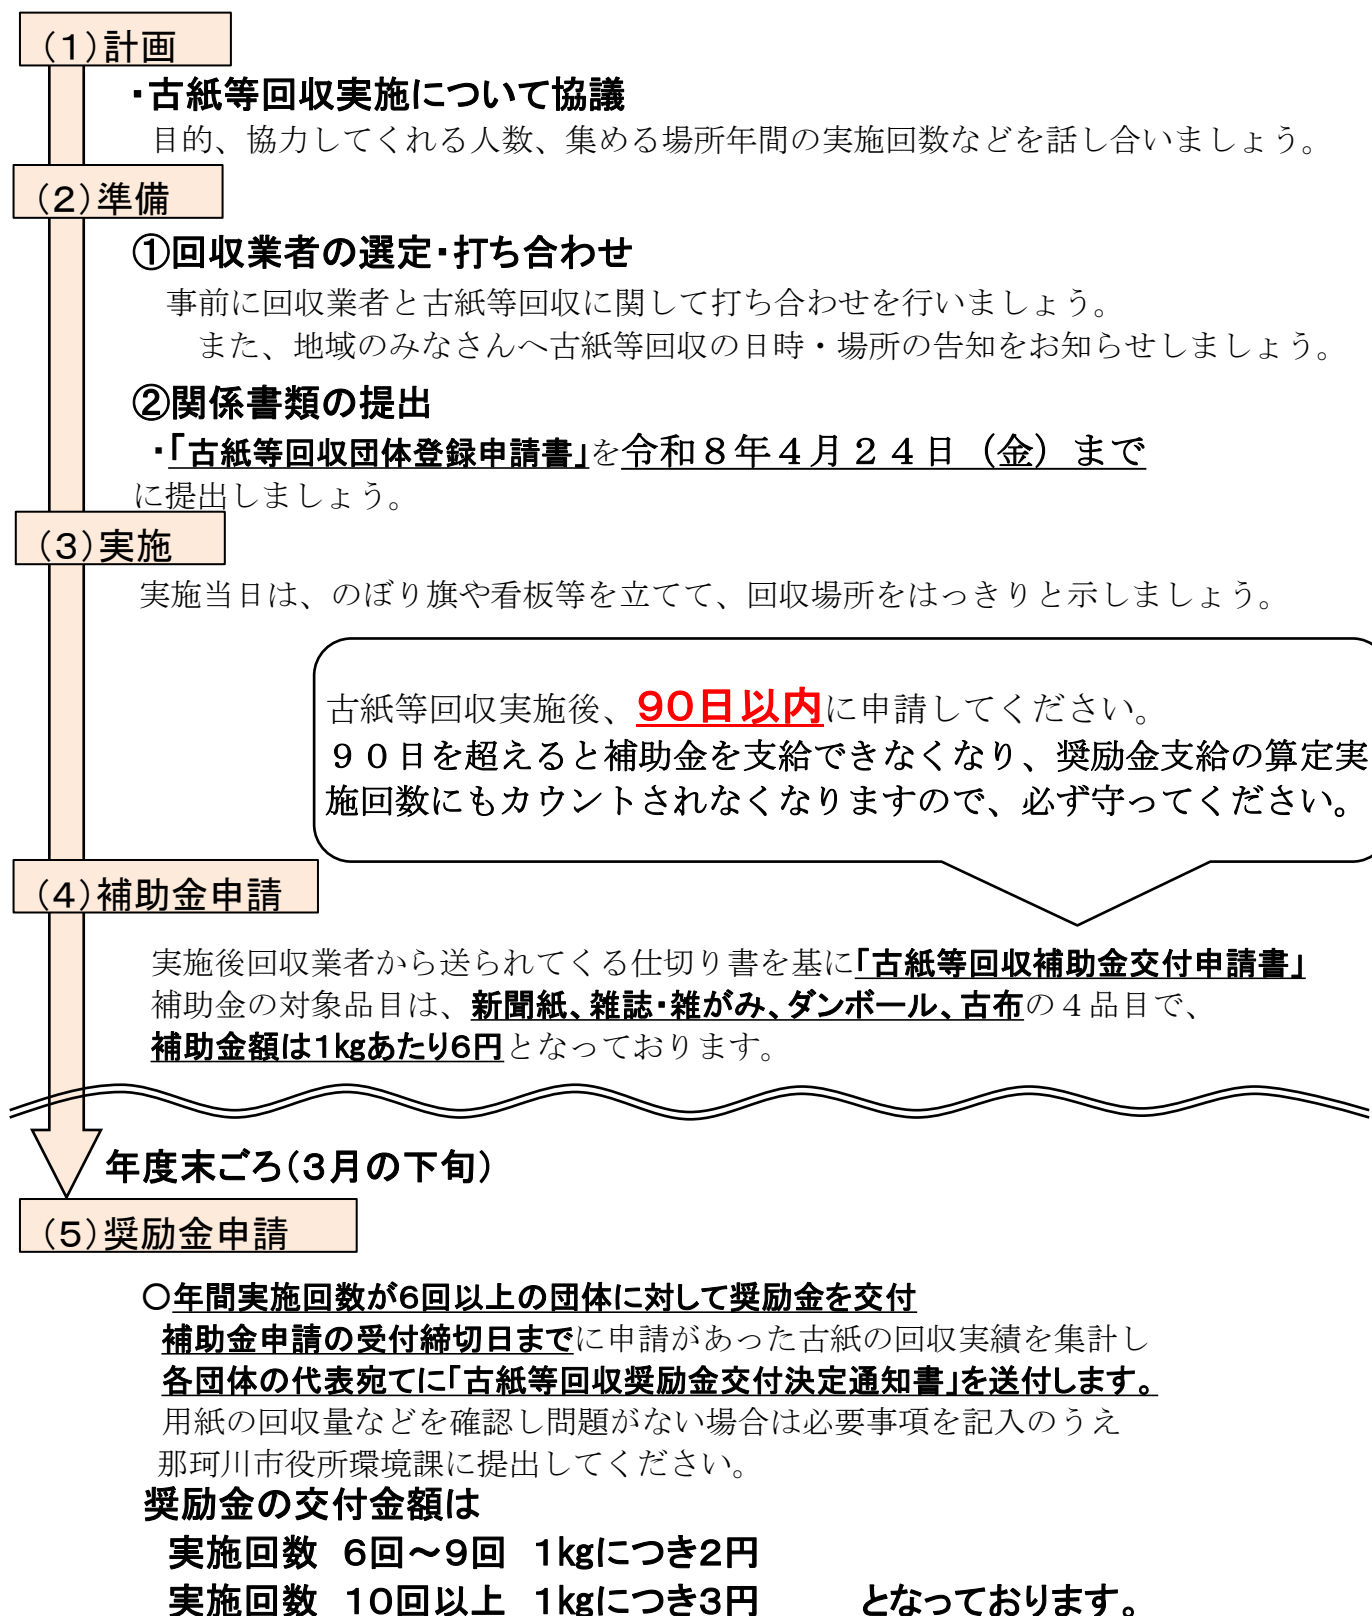 （1）計画
・古紙等回収実施について協議
目的、協力してくれる人数、集める場所年間の実施回数などを話し合いましょう。
（2）準備
①回収業者の選定・打ち合わせ
事前に回収業者と古紙等回収に関して打ち合わせを行いましょう。
また、地域のみなさんへ古紙等回収の日時・場所の告知をお知らせしましょう。
②関係書類の提出
・「古紙等回収団体登録申請書」を令和８年４月２４日（金）まで
に提出しましょう。
（3）実施
実施当日は、のぼり旗や看板等を立てて、回収場所をはっきりと示しましょう。
古紙等回収実施後、90日以内に申請してください。
９０日を超えると補助金を支給できなくなり、奨励金支給の算定実
施回数にもカウントされなくなりますので、必ず守ってください。
（4）補助金申請
実施後回収業者から送られてくる仕切り書を基に「古紙等回収補助金交付申請書」
補助金の対象品目は、新聞紙、雑誌・雑がみ、ダンボール、古布の４品目で、
補助金額は1kgあたり6円となっております。
年度末ごろ（3月の下旬）
（5）奨励金申請
○年間実施回数が6回以上の団体に対して奨励金を交付
補助金申請の受付締切日までに申請があった古紙の回収実績を集計し
各団体の代表宛てに「古紙等回収奨励金交付決定通知書」を送付します。
用紙の回収量などを確認し問題がない場合は必要事項を記入のうえ
那珂川市役所環境課に提出してください。
奨励金の交付金額は
実施回数　6回～9回　1kgにつき2円
実施回数　10回以上　1kgにつき3円　　となっております。